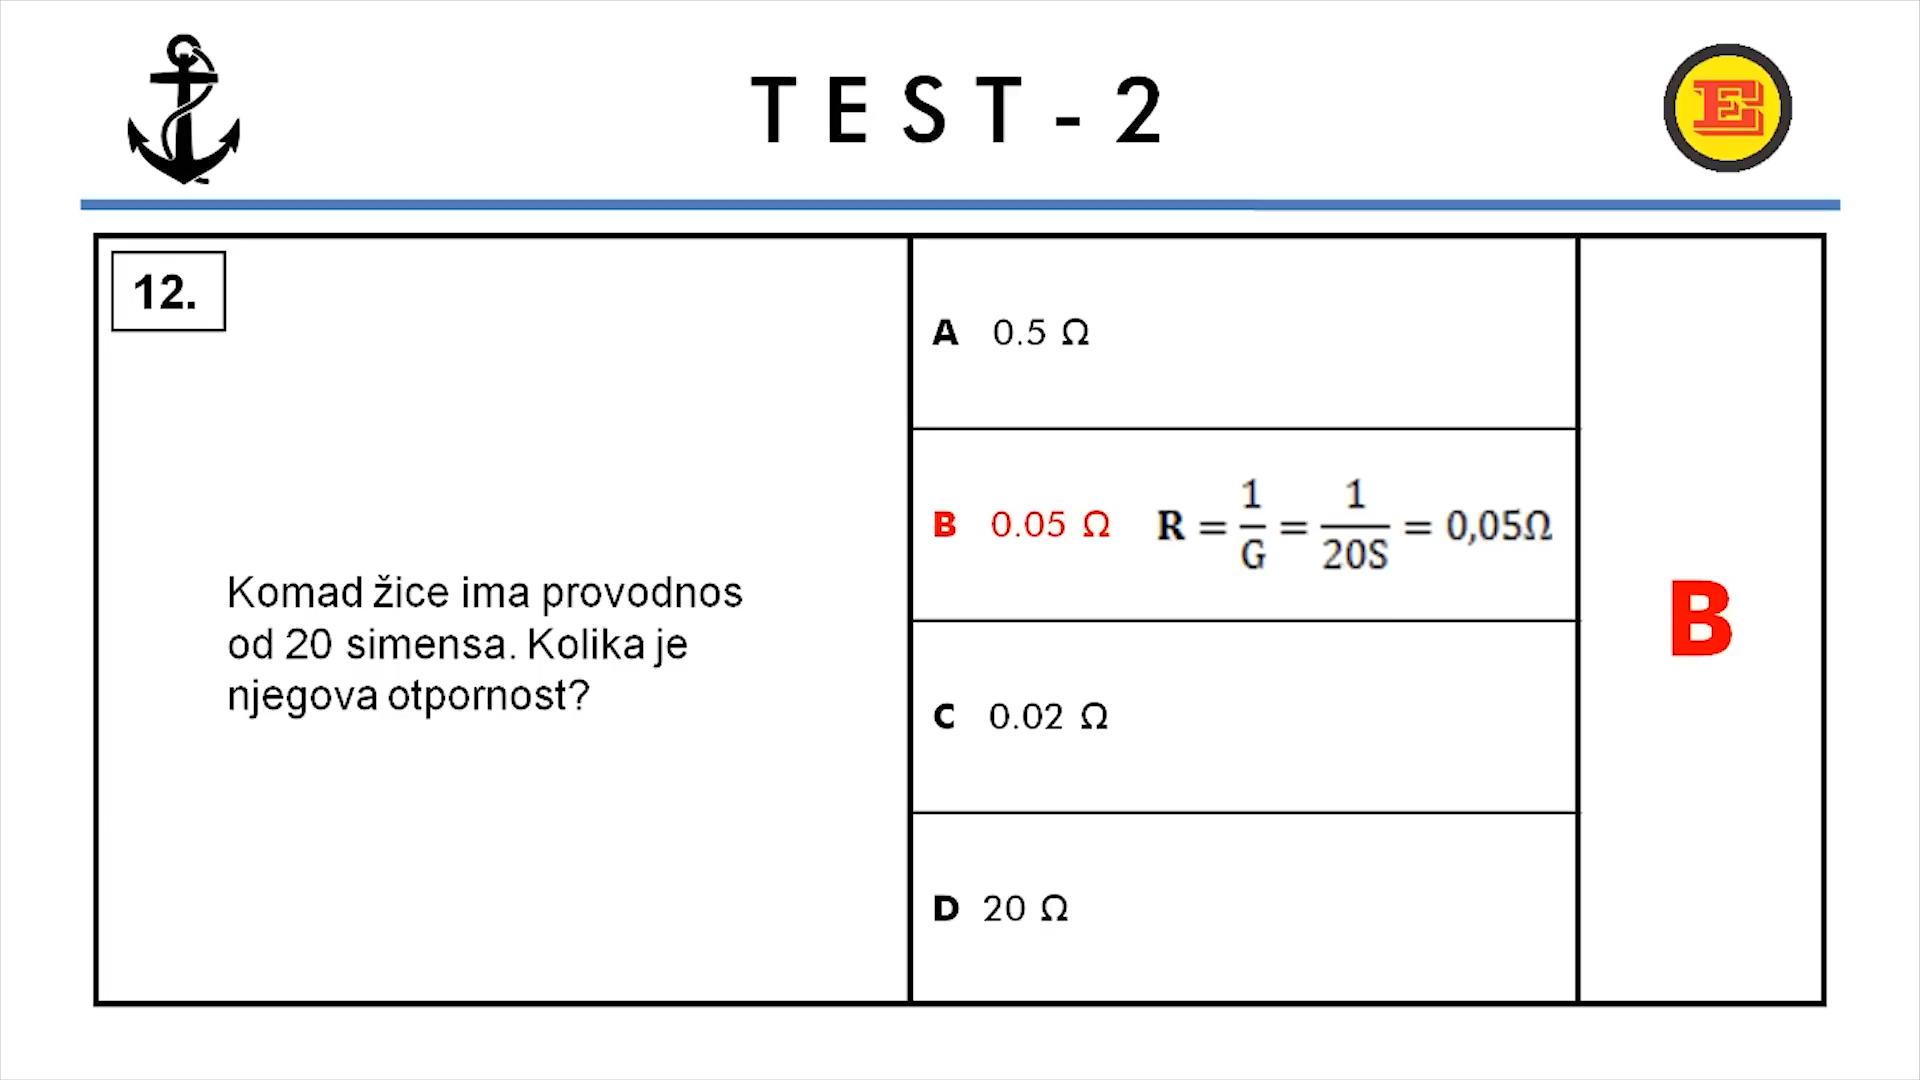 TEST-2
E
12.
Komad žice ima provodnos
od 20 simensa. Kolika je
njegova otpornost?
A 0.5 Ω
B 0.05 Ω R = 1/G = 1/20S = 0,05Ω
C 0.02 Ω
D 20 Ω
B